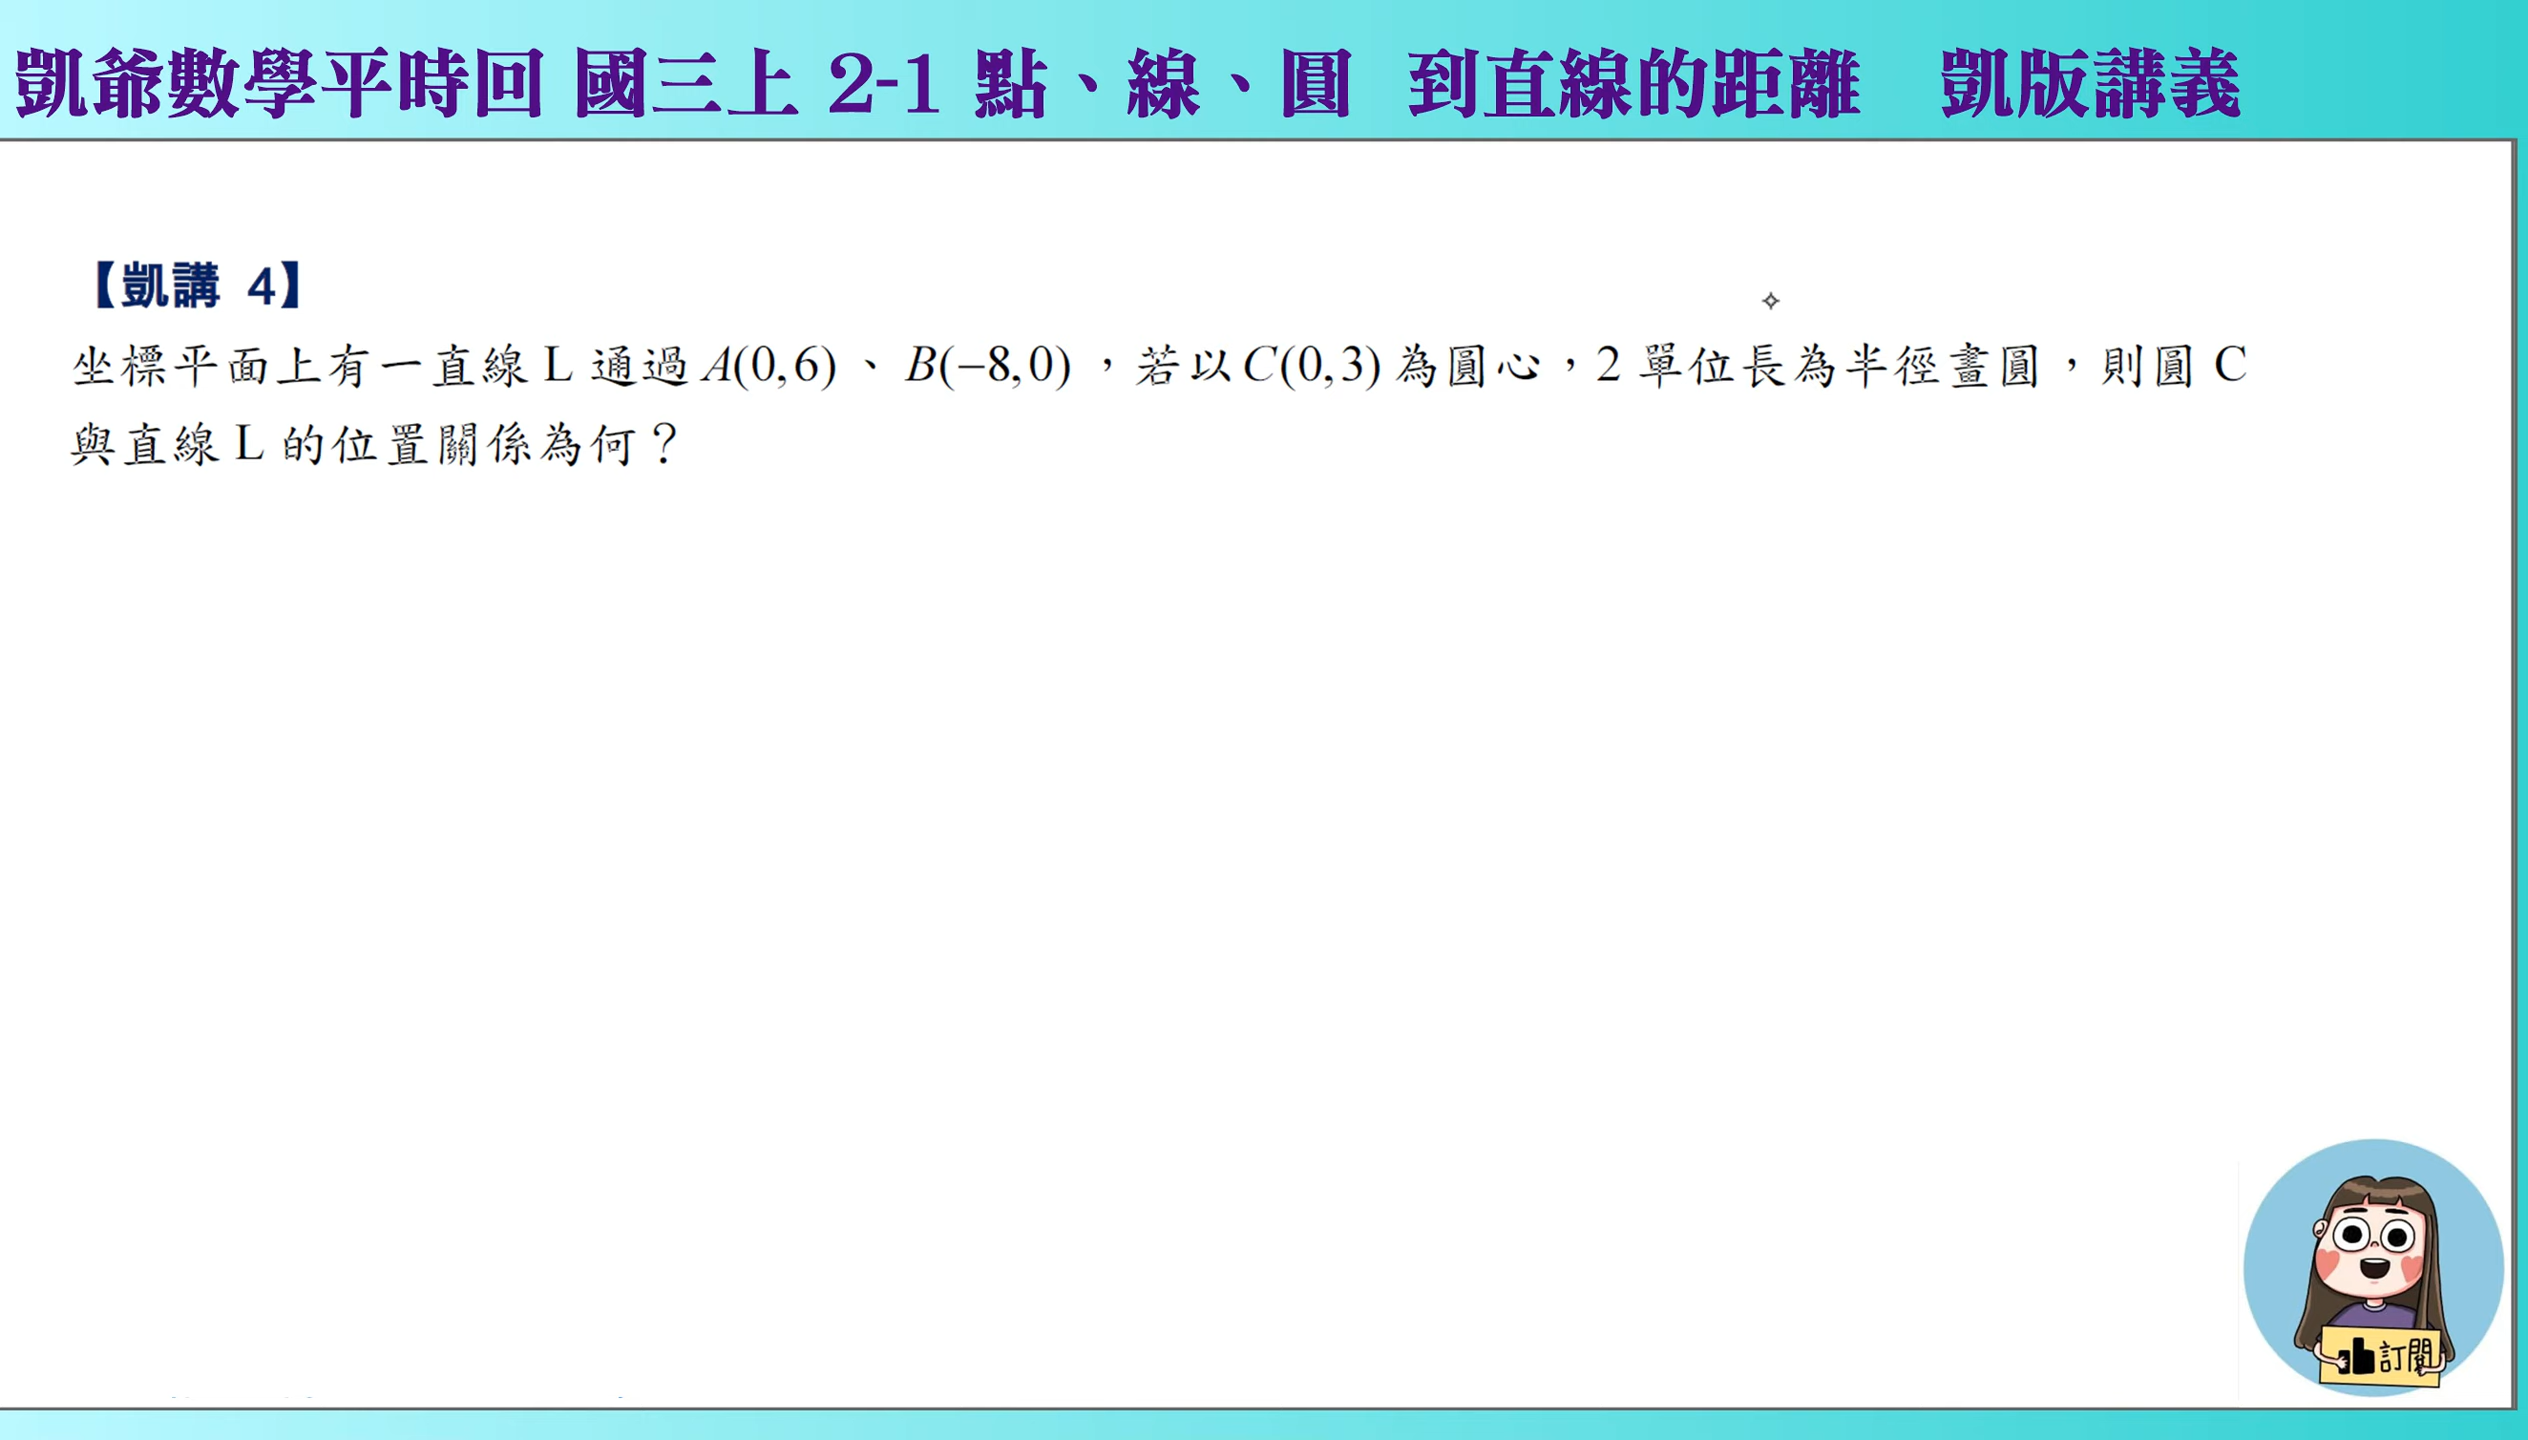 凱爺數學平時回 國三上 2-1 點、線、圓 到直線的距離 凱版講義
【凱講 4】
坐標平面上有一直線 L 通過 A(0,6)、B(−8,0),若以 C(0,3) 為圓心,2 單位長為半徑畫圓,則圓 C
與直線 L 的位置關係為何?
訂閱